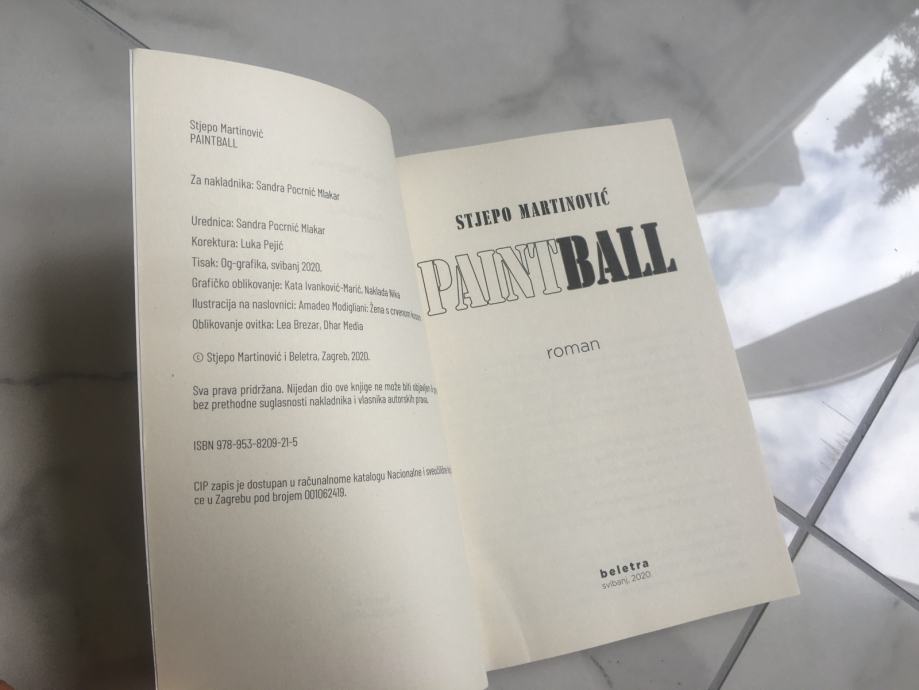 Stjepo Martinović
PAINTBALL
Za nakladnika: Sandra Pocrnić Mlakar
Urednica: Sandra Pocrnić Mlakar
Korektura: Luka Pejić
Tisak: Og-grafika, svibanj 2020.
Grafičko oblikovanje: Kata Ivanković-Marić, Naklada Nika
Ilustracija na naslovnici: Amadeo Modigliani: Žena s crvenom kosom
Oblikovanje ovitka: Lea Brezar, Dhar Media
© Stjepo Martinović i Beletra, Zagreb, 2020.
Sva prava pridržana. Nijedan dio ove knjige ne može biti objavljen
bez prethodne suglasnosti nakladnika i vlasnika autorskih prava.
ISBN 978-953-8209-21-5
CIP zapis je dostupan u računalnome katalogu Nacionalne i
ce u Zagrebu pod brojem 001062419.
STJEPO MARTINOVIĆ
PAINTBALL
roman
beletra
svibanj, 2020.